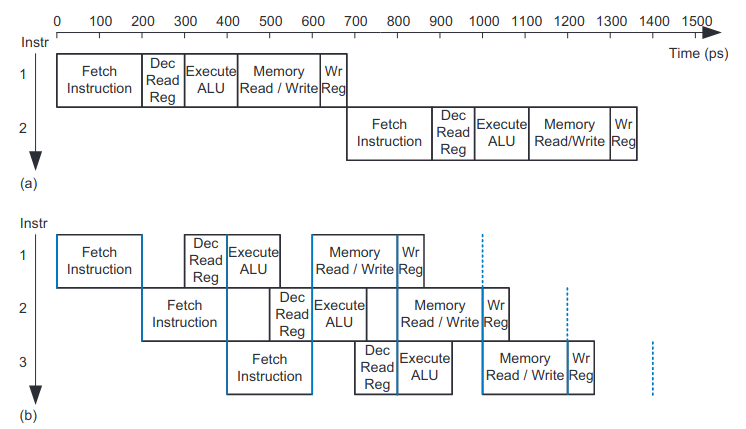 0 100 200 300 400 500 600 700 800 900 1000 1100 1200 1300 1400 1500
Instr
Time (ps)
1
Fetch
Instruction
Dec
Read
Reg
Execute
ALU
Memory
Read / Write
Wr
Reg
2
Fetch
Instruction
Dec
Read
Reg
Execute
ALU
Memory
Read/Write
Wr
Reg
(a)
Instr
1
Fetch
Instruction
Dec
Read
Reg
Execute
ALU
Memory
Read / Write
Wr
Reg
2
Fetch
Instruction
Dec
Read
Reg
Execute
ALU
Memory
Read / Write
Wr
Reg
3
Fetch
Instruction
Dec
Read
Reg
Execute
ALU
Memory
Read / Write
Wr
Reg
(b)